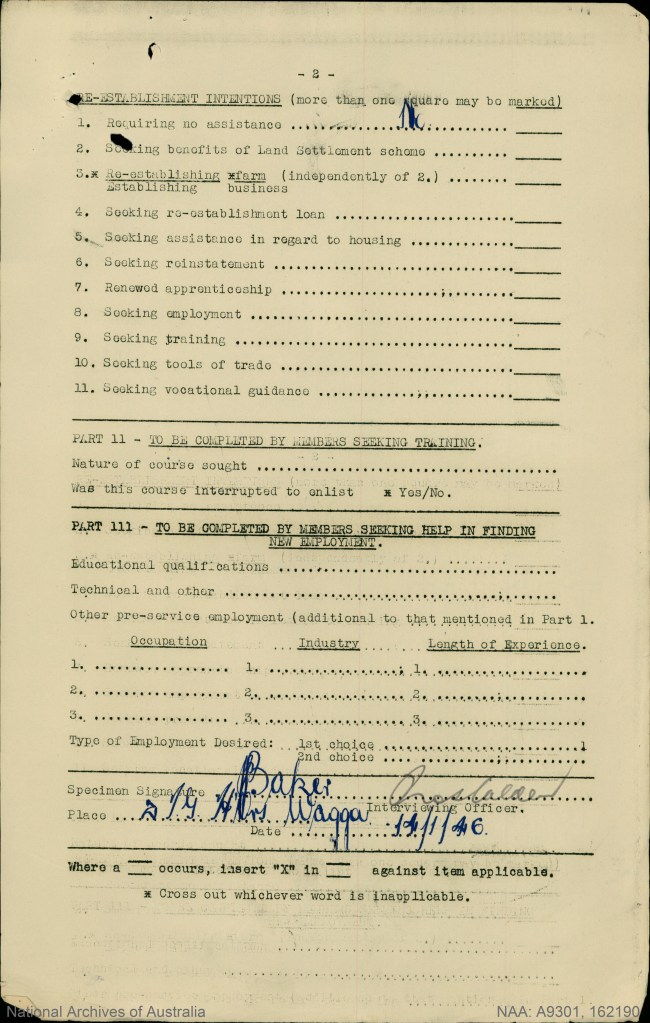 - 2 -
RE-ESTABLISHMENT INTENTIONS (more than one square may be marked)
1. Requiring no assistance ..............................
2. Seeking benefits of Land Settlement scheme ..........
3.* Re-establishing *farm (independently of 2.) ........
Establishing business
4. Seeking re-establishment loan .......................
5. Seeking assistance in regard to housing .............
6. Seeking reinstatement ...............................
7. Renewed apprenticeship ..............................
8. Seeking employment ..................................
9. Seeking training ....................................
10. Seeking tools of trade .............................
11. Seeking vocational guidance ........................
PART 11 - TO BE COMPLETED BY MEMBERS SEEKING TRAINING.
Nature of course sought ........................................
Was this course interrupted to enlist * Yes/No.
PART 111 - TO BE COMPLETED BY MEMBERS SEEKING HELP IN FINDING
NEW EMPLOYMENT.
Educational qualifications .....................................
Technical and other ............................................
Other pre-service employment (additional to that mentioned in Part 1.
Occupation Industry Length of Experience.
1. .................. 1. .................. 1. ..................
2. .................. 2. .................. 2. ..................
3. .................. 3. .................. 3. ..................
Type of Employment Desired: 1st choice .........................
2nd choice .........................
Specimen Signature Baker
Interviewing Officer.
Place Wagga
Date 14/1/46.
Where a occurs, insert "X" in against item applicable.
* Cross out whichever word is inapplicable.
National Archives of Australia
NAA: A9301, 162190